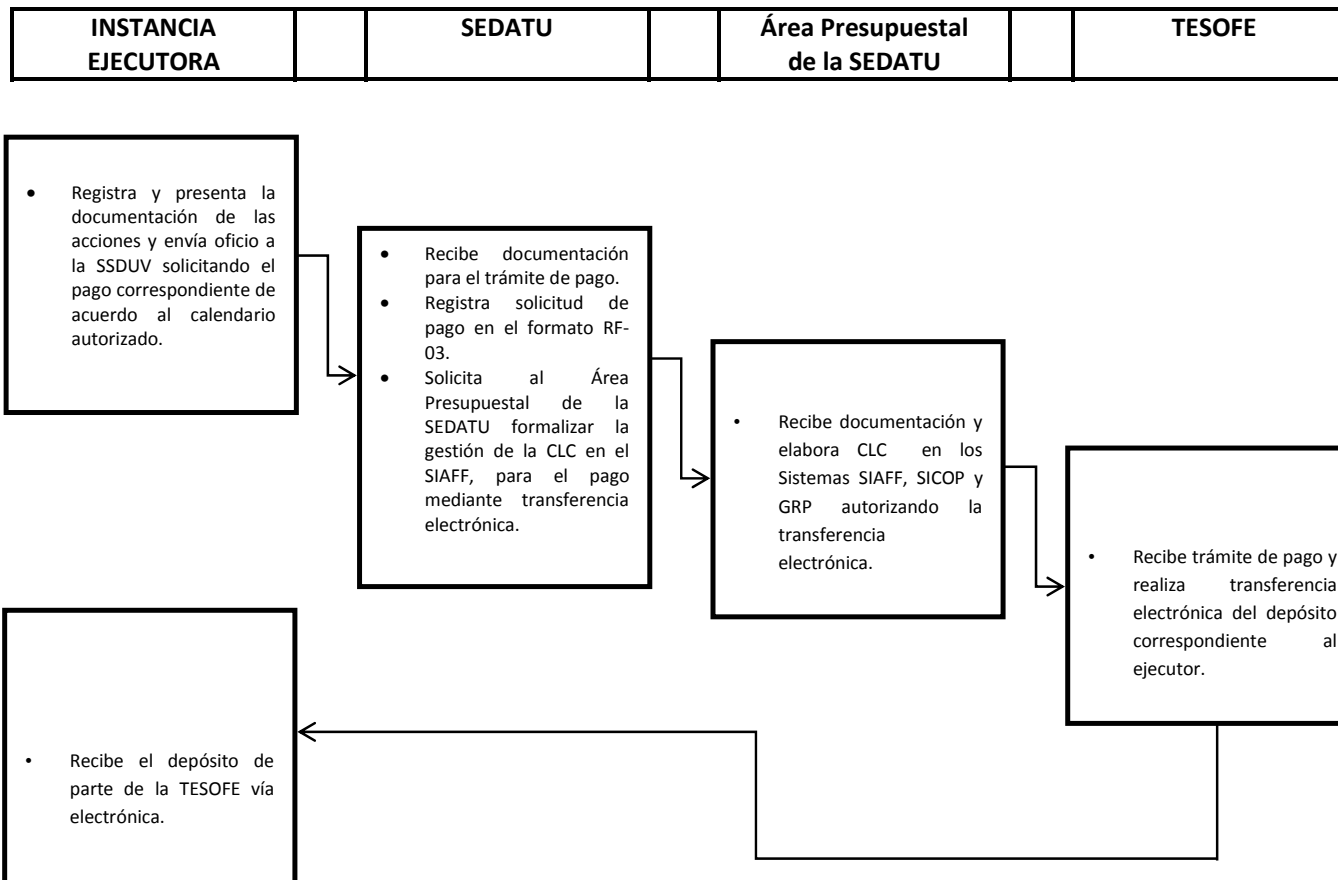 INSTANCIA
EJECUTORA
SEDATU
Área Presupuestal
de la SEDATU
TESOFE
• Registra y presenta la
documentación de las
acciones y envía oficio a
la SSDUV solicitando el
pago correspondiente de
acuerdo al calendario
autorizado.
• Recibe documentación
para el trámite de pago.
• Registra solicitud de
pago en el formato RF-
03.
• Solicita al Área
Presupuestal de la
SEDATU formalizar la
gestión de la CLC en el
SIAFF, para el pago
mediante transferencia
electrónica.
• Recibe documentación y
elabora CLC en los
Sistemas SIAFF, SICOP y
GRP autorizando la
transferencia
electrónica.
• Recibe trámite de pago y
realiza transferencia
electrónica del depósito
correspondiente al
ejecutor.
• Recibe el depósito de
parte de la TESOFE vía
electrónica.